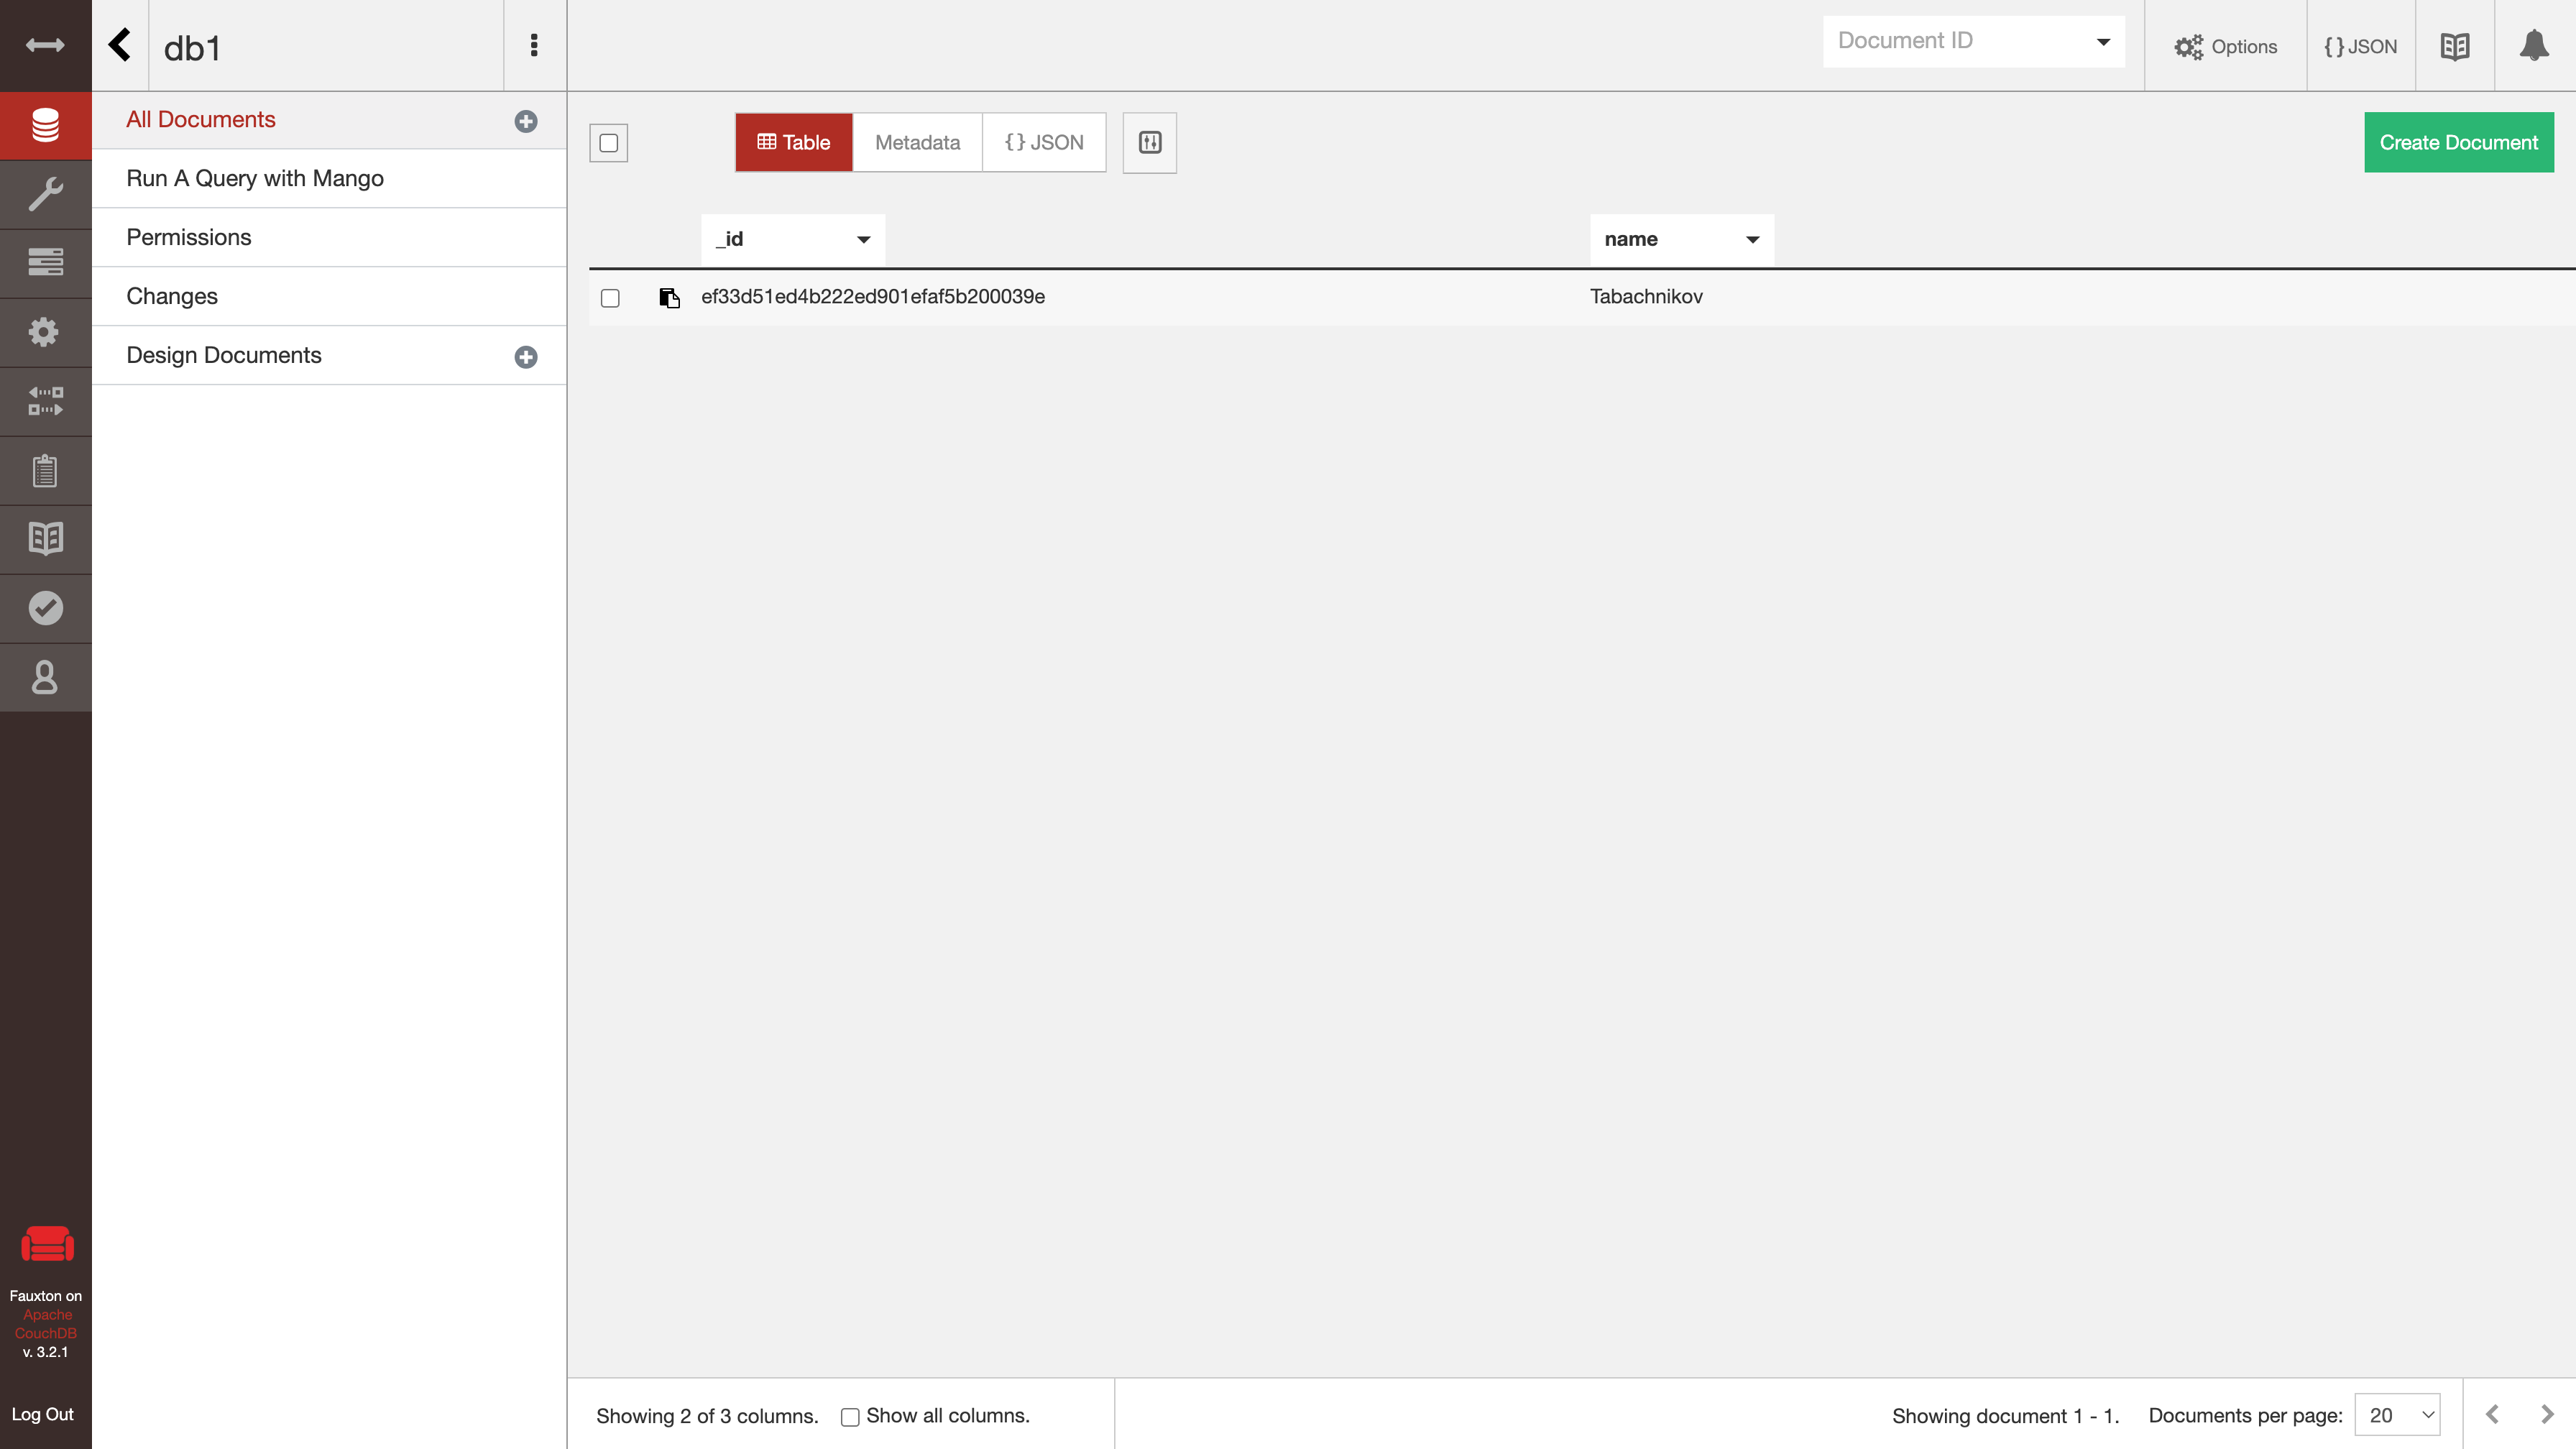 db1
Document ID
Options
{} JSON
All Documents
Run A Query with Mango
Permissions
Changes
Design Documents
Table
Metadata
{} JSON
Create Document
_id
name
ef33d51ed4b222ed901efaf5b200039e
Tabachnikov
Fauxton on
Apache
CouchDB
v. 3.2.1
Log Out
Showing 2 of 3 columns.
Show all columns.
Showing document 1 - 1.
Documents per page:
20